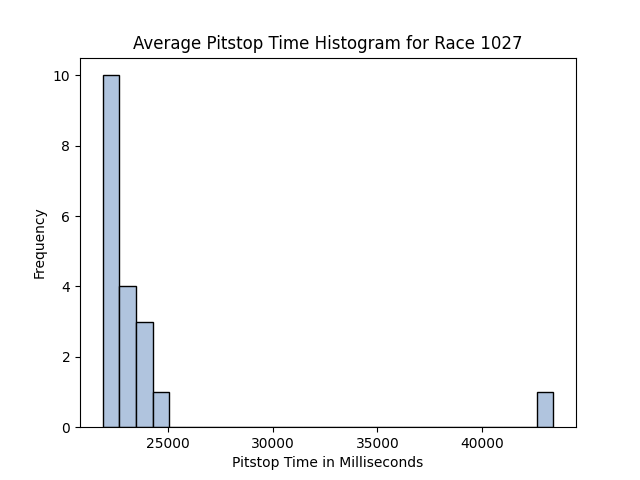 Average Pitstop Time Histogram for Race 1027
10
8
6
4
2
0
Frequency
25000 30000 35000 40000
Pitstop Time in Milliseconds